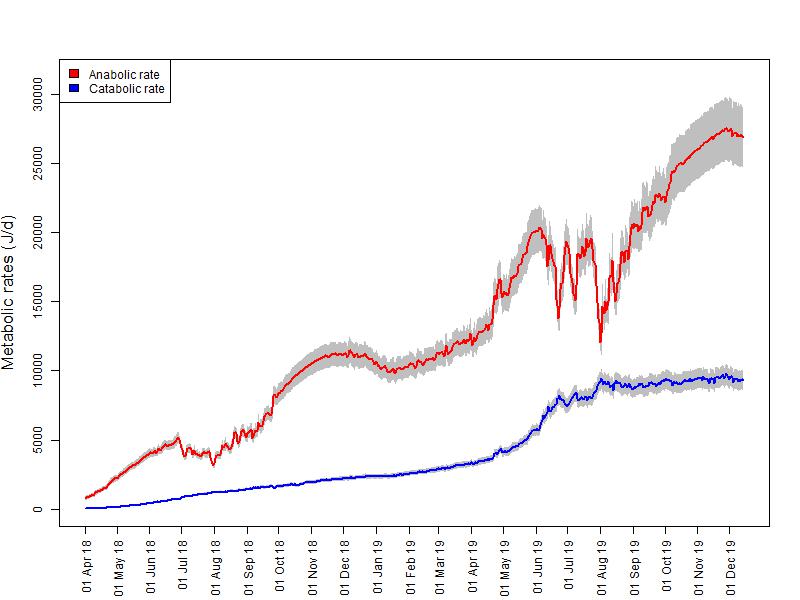 Anabolic rate
Catabolic rate
Metabolic rates (J/d)
30000
25000
20000
15000
10000
5000
0
01 Apr 18
01 May 18
01 Jun 18
01 Jul 18
01 Aug 18
01 Sep 18
01 Oct 18
01 Nov 18
01 Dec 18
01 Jan 19
01 Feb 19
01 Mar 19
01 Apr 19
01 May 19
01 Jun 19
01 Jul 19
01 Aug 19
01 Sep 19
01 Oct 19
01 Nov 19
01 Dec 19